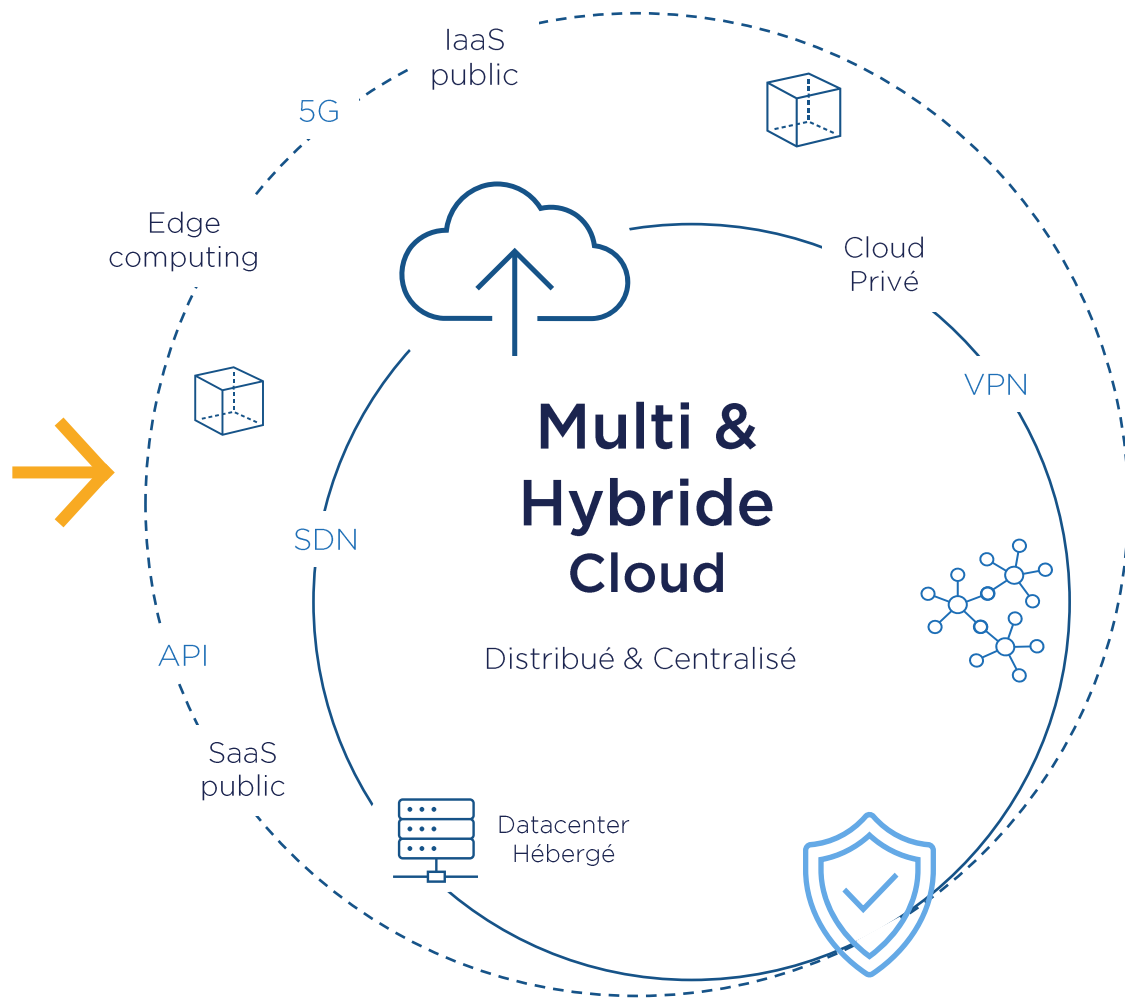 IaaS
public
5G
Edge
computing
Cloud
Privé
VPN
Multi &
Hybride
Cloud
SDN
Distribué & Centralisé
API
SaaS
public
Datacenter
Hébergé